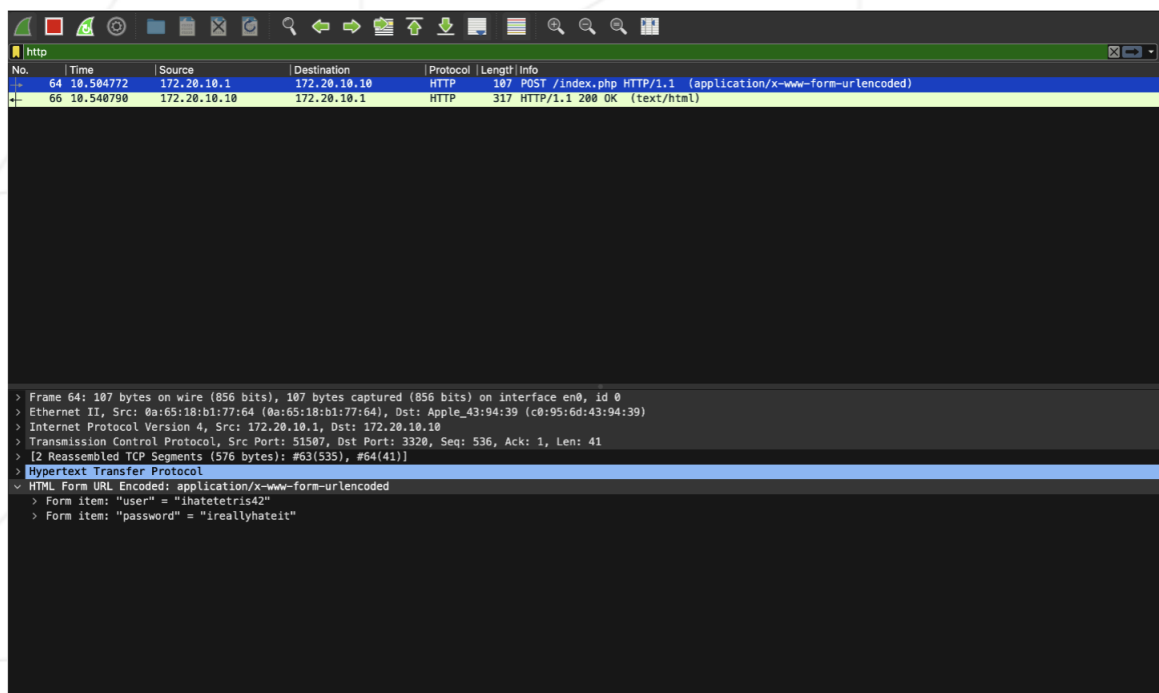 http
No. Time Source Destination Protocol Length Info
64 10.504772 172.20.10.1 172.20.10.10 HTTP 107 POST /index.php HTTP/1.1 (application/x-www-form-urlencoded)
66 10.540790 172.20.10.10 172.20.10.1 HTTP 317 HTTP/1.1 200 OK (text/html)
> Frame 64: 107 bytes on wire (856 bits), 107 bytes captured (856 bits) on interface en0, id 0
> Ethernet II, Src: 0a:65:18:b1:77:64 (0a:65:18:b1:77:64), Dst: Apple_43:94:39 (c0:95:6d:43:94:39)
> Internet Protocol Version 4, Src: 172.20.10.1, Dst: 172.20.10.10
> Transmission Control Protocol, Src Port: 51507, Dst Port: 3320, Seq: 536, Ack: 1, Len: 41
> [2 Reassembled TCP Segments (576 bytes): #63(535), #64(41)]
> Hypertext Transfer Protocol
HTML Form URL Encoded: application/x-www-form-urlencoded
> Form item: "user" = "ihatetetris42"
> Form item: "password" = "ireallyhateit"